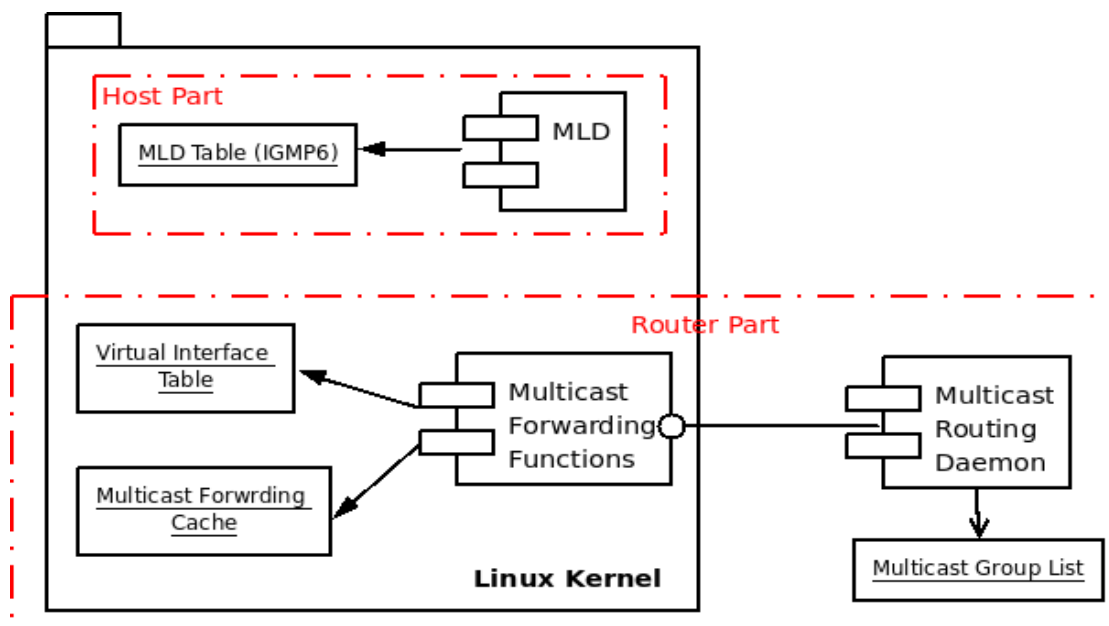 Host Part
MLD
MLD Table (IGMP6)
Router Part
Virtual Interface
Table
Multicast
Forwarding
Functions
Multicast
Routing
Daemon
Multicast Forwrding
Cache
Multicast Group List
Linux Kernel